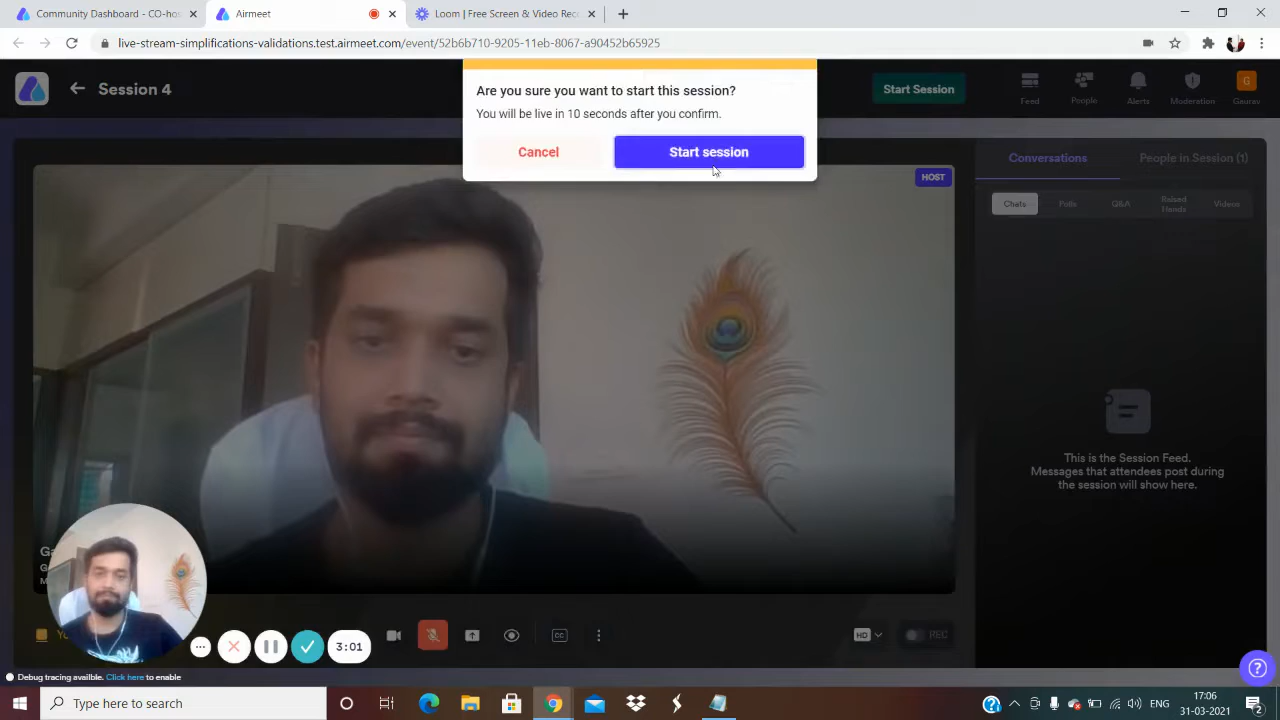 Community Dashboard - CO-ho
Airmeet
Loom | Free Screen & Video Rec
live-stream-simplifications-validations.test.airmeet.com/event/52b6b710-9205-11eb-8067-a90452b65925
Session 4
Are you sure you want to start this session?
You will be live in 10 seconds after you confirm.
Cancel
Start session
Start Session
Feed
People
Alerts
Moderation
G
Gaurav
HOST
Conversations
People in Session (1)
Chats
Polls
Q&A
Raised
Hands
Videos
This is the Session Feed.
Messages that attendees post during
the session will show here.
3:01
CC
HD
REC
?
Debug tracing availble. Click here to enable
Type here to search
ENG
17:06
31-03-2021
2